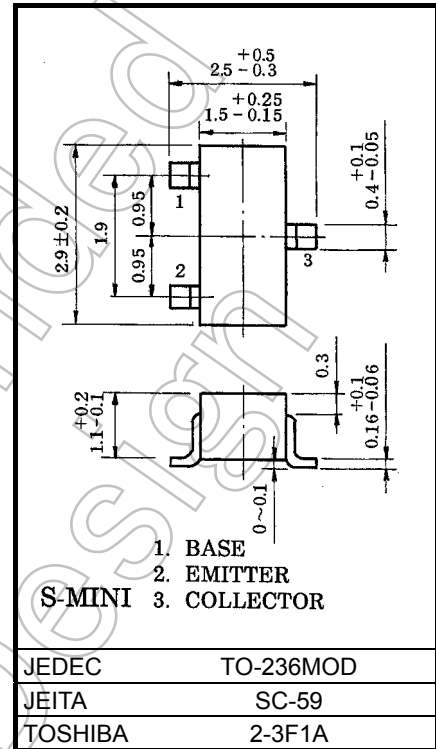 +0.5
2.5 - 0.3
+0.25
1.5 - 0.15
2.9 ± 0.2
1.9
0.95
0.95
1
2
3
+0.1
0.4 - 0.05
+0.2
1.1 - 0.1
0.3
+0.1
0.16 - 0.06
0~0.1
1. BASE
2. EMITTER
S-MINI 3. COLLECTOR
JEDEC TO-236MOD
JEITA SC-59
TOSHIBA 2-3F1A